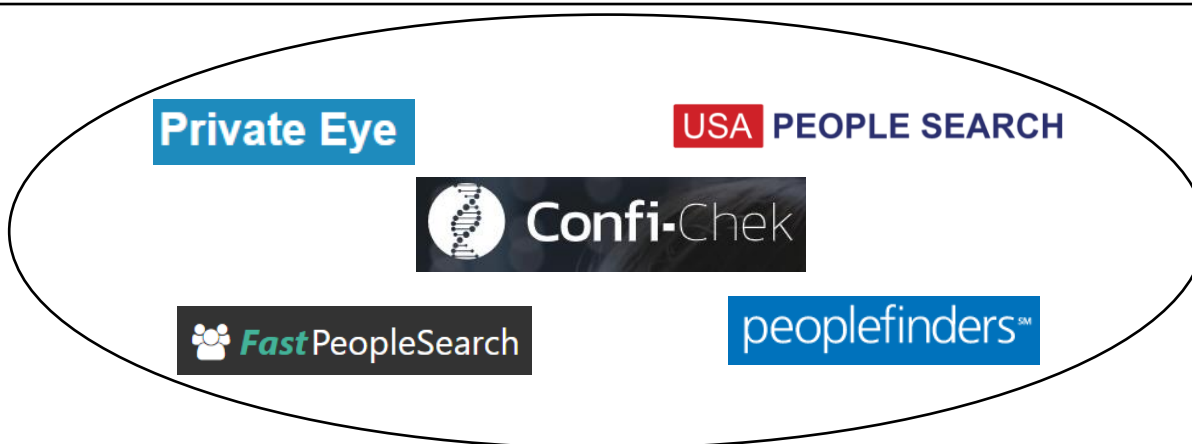 Private Eye
USA PEOPLE SEARCH
Confi-Chek
FastPeopleSearch
peoplefinders℠